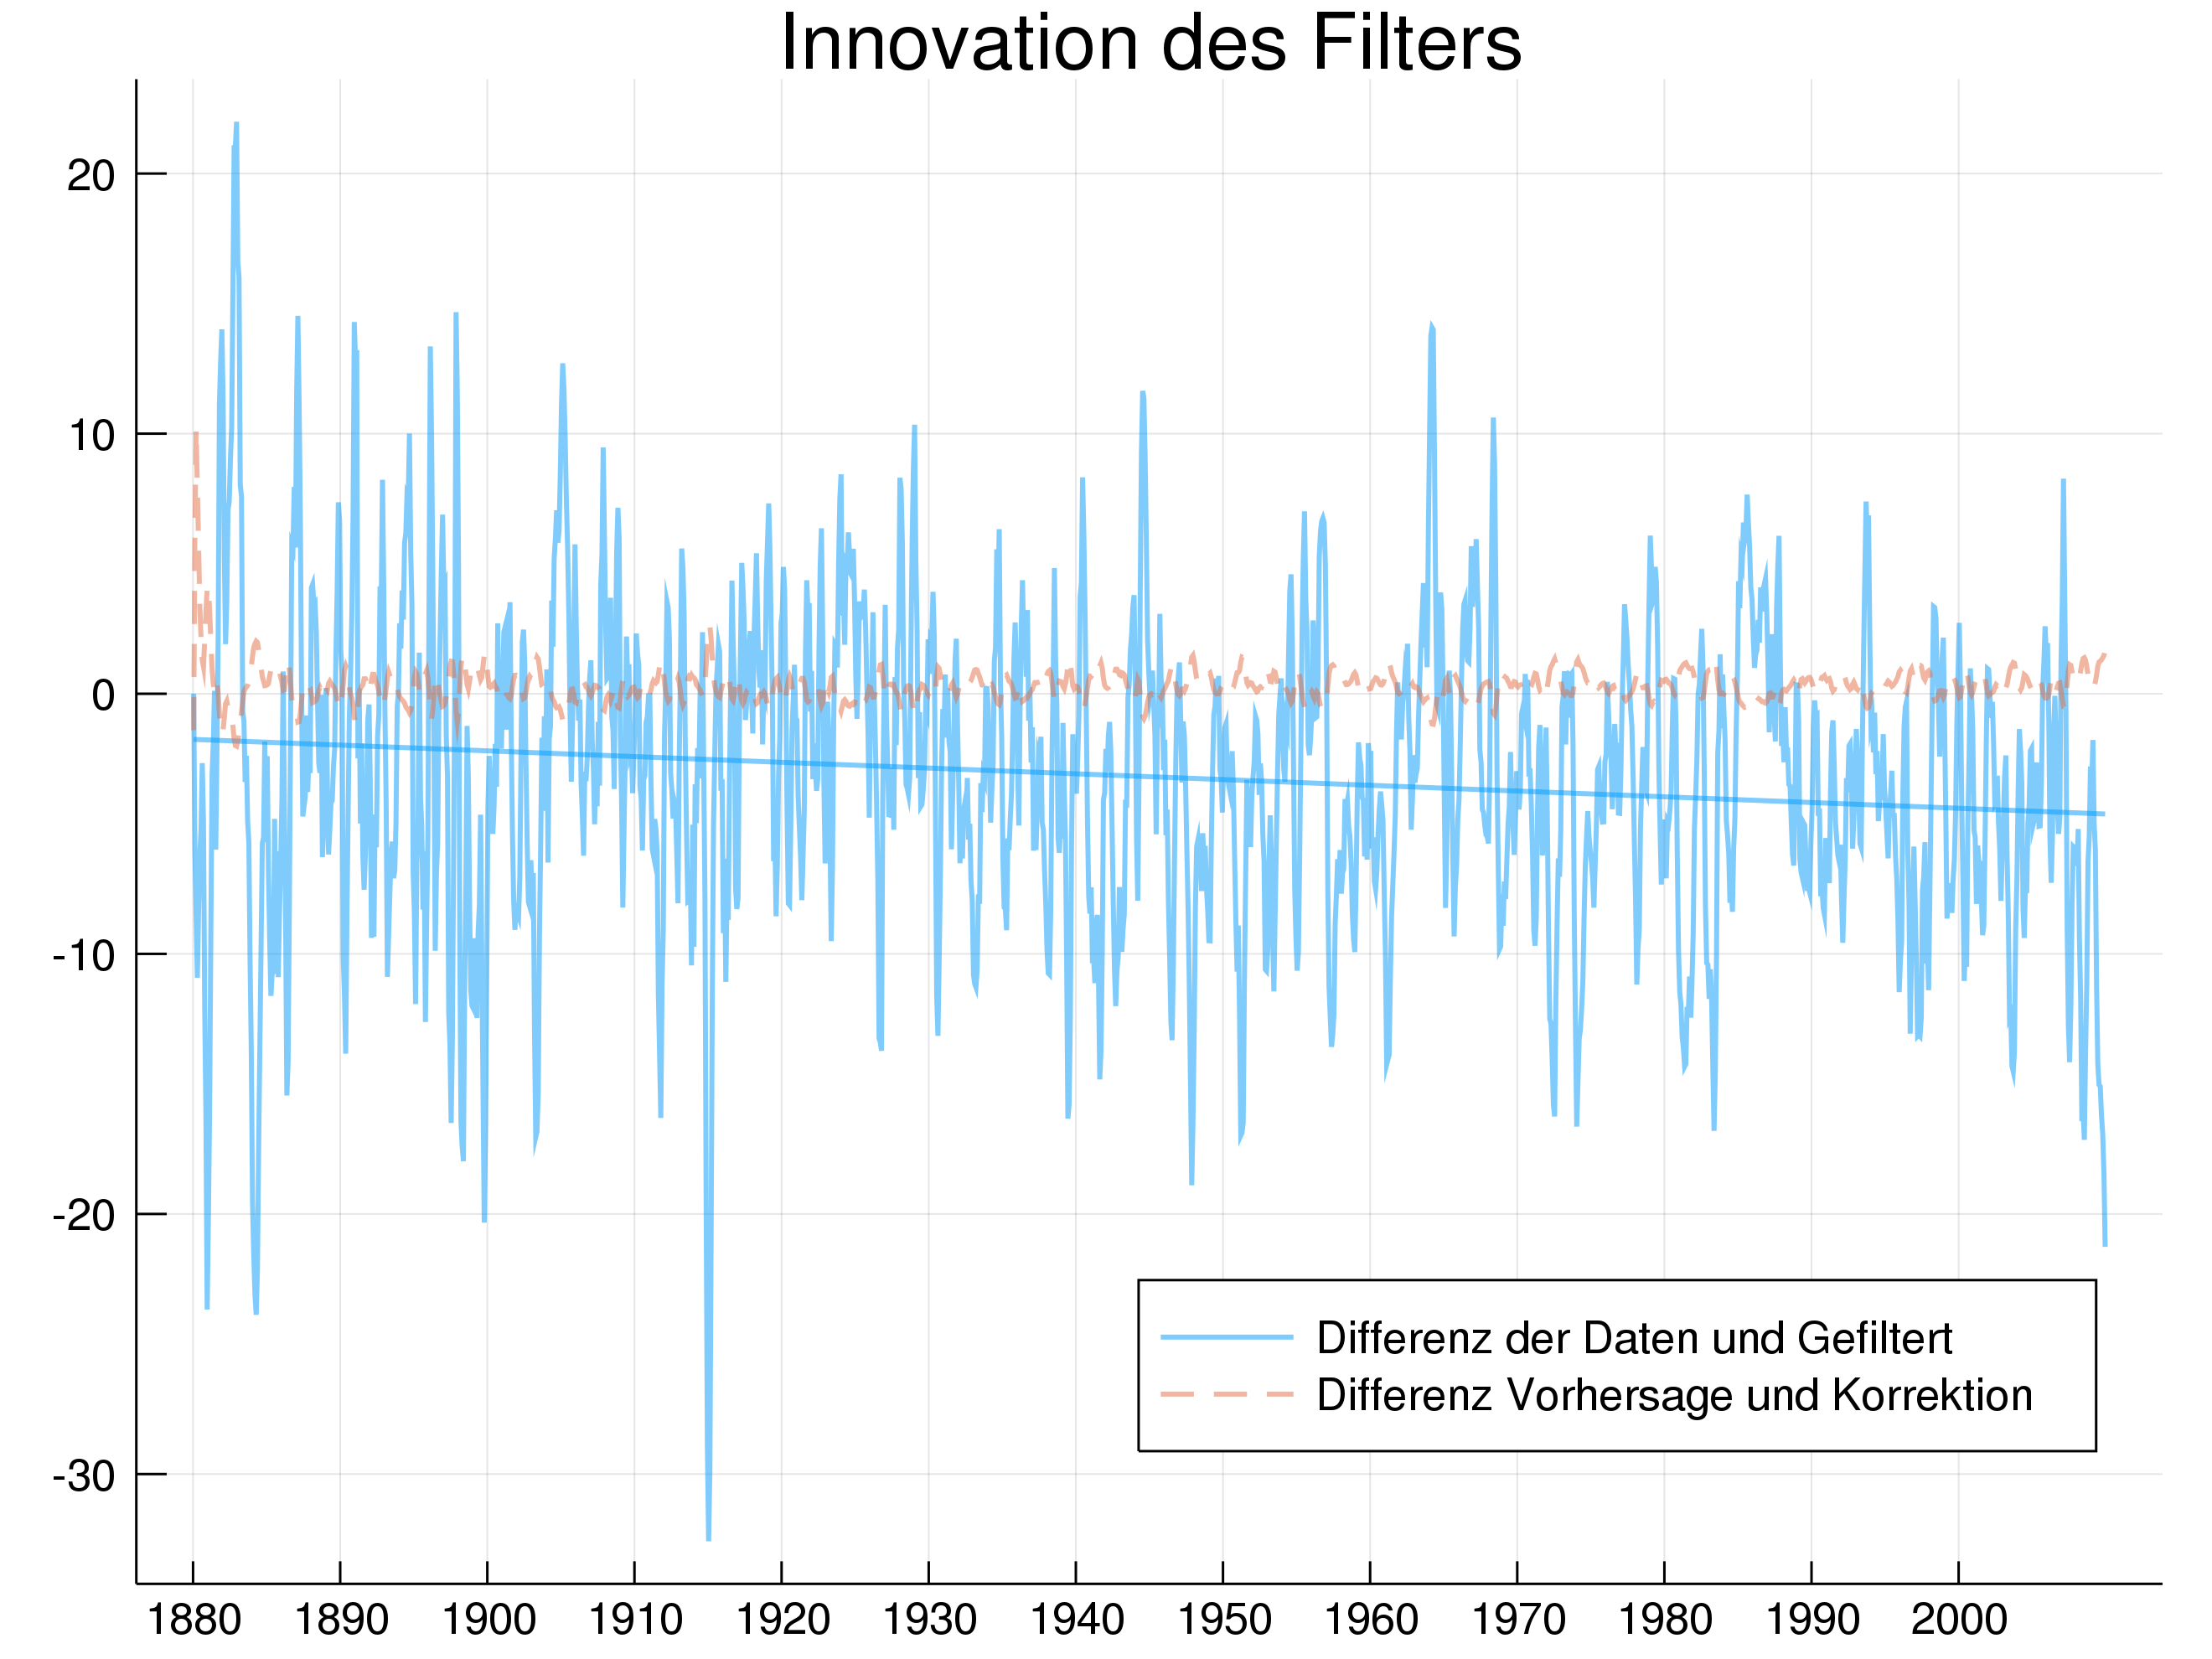 Innovation des Filters
20
10
0
-10
-20
-30
Differenz der Daten und Gefiltert
Differenz Vorhersage und Korrektion
1880 1890 1900 1910 1920 1930 1940 1950 1960 1970 1980 1990 2000